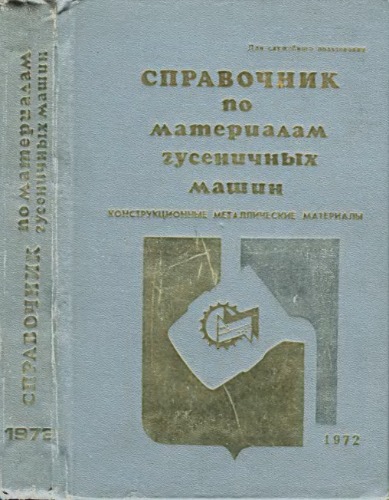 СПРАВОЧНИК по материалам
гусеничных машин
1972
Для служебного пользования
СПРАВОЧНИК
по
материалам
гусеничных
машин
КОНСТРУКЦИОННЫЕ МЕТАЛЛИЧЕСКИЕ МАТЕРИАЛЫ
1972